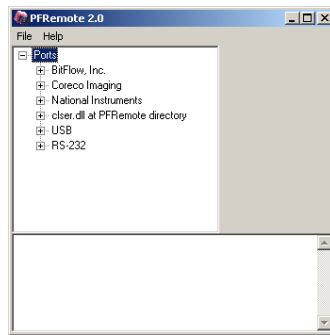 PFRemote 2.0
File Help
Ports
BitFlow, Inc.
Coreco Imaging
National Instruments
clser.dll at PFRemote directory
USB
RS-232